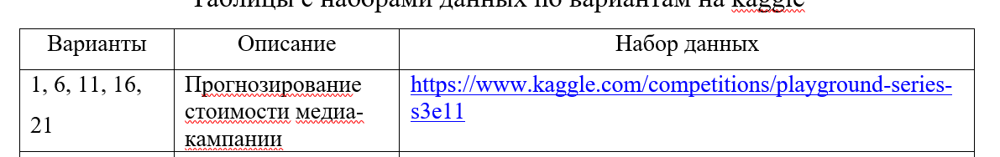 Таблицы с наборами данных по вариантам на kaggle
Варианты
Описание
Набор данных
1, 6, 11, 16,
21
Прогнозирование
стоимости медиа-
кампании
https://www.kaggle.com/competitions/playground-series-
s3e11